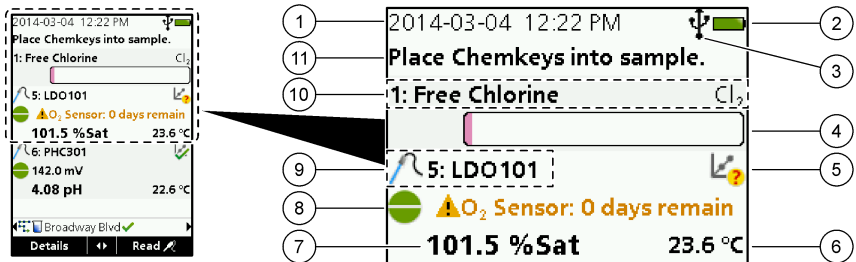 2014-03-04 12:22 PM
Place Chemkeys into sample.
1: Free Chlorine Cl2
5: LDO101
O2 Sensor: 0 days remain
101.5 %Sat 23.6 °C
6: PHC301
142.0 mV
4.08 pH 22.6 °C
Broadway Blvd
Details Read
1 2014-03-04 12:22 PM 2
11 Place Chemkeys into sample. 3
10 1: Free Chlorine Cl2
4
9 5: LDO101 ? 5
8 O2 Sensor: 0 days remain
7 101.5 %Sat 23.6 °C 6